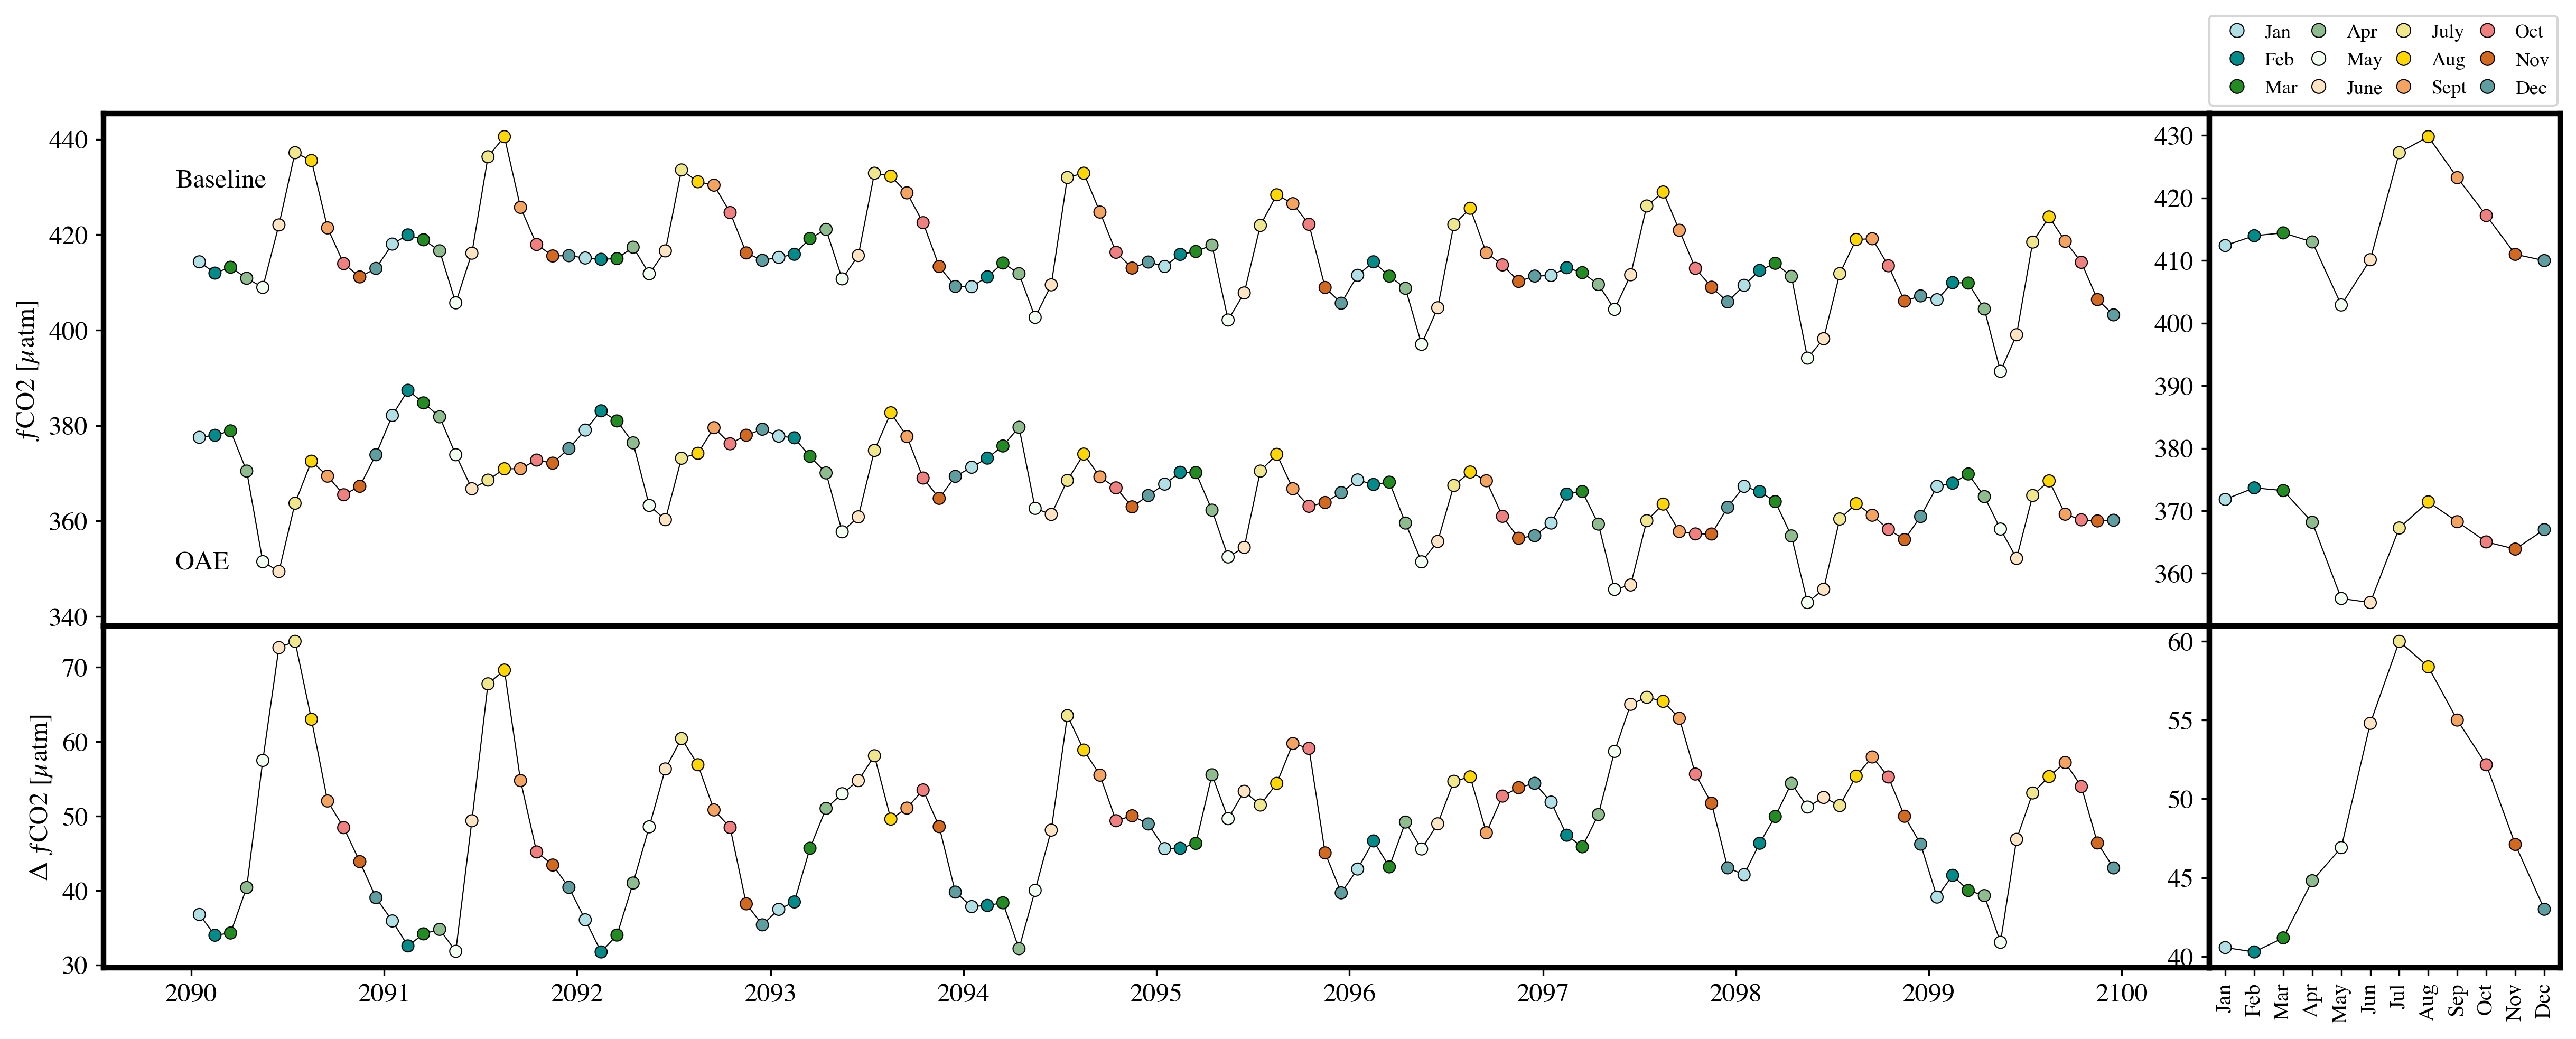 Jan Apr July Oct
Feb May Aug Nov
Mar June Sept Dec
440
420
400
380
360
340
fCO2 [μatm]
Baseline
OAE
430
420
410
400
390
380
370
360
70
60
50
40
30
Δ fCO2 [μatm]
60
55
50
45
40
2090 2091 2092 2093 2094 2095 2096 2097 2098 2099 2100
Jan Feb Mar Apr May Jun Jul Aug Sep Oct Nov Dec